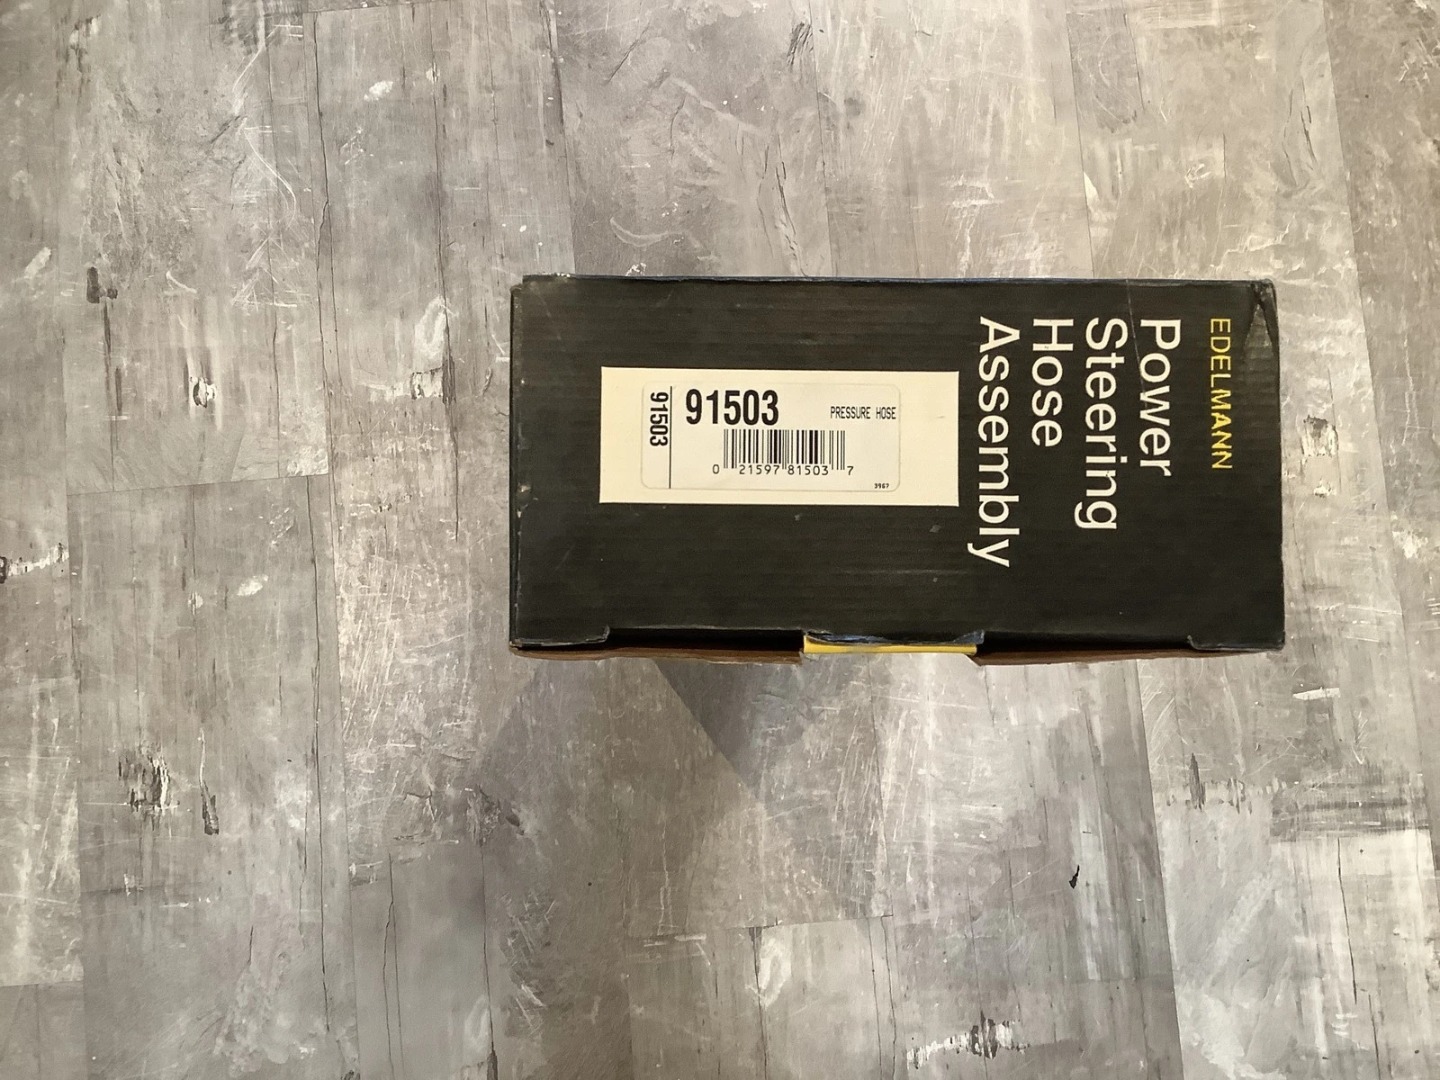 EDELMANN
Power
Steering
Hose
Assembly
91503
91503
PRESSURE HOSE
0 21597 81503 7
3967